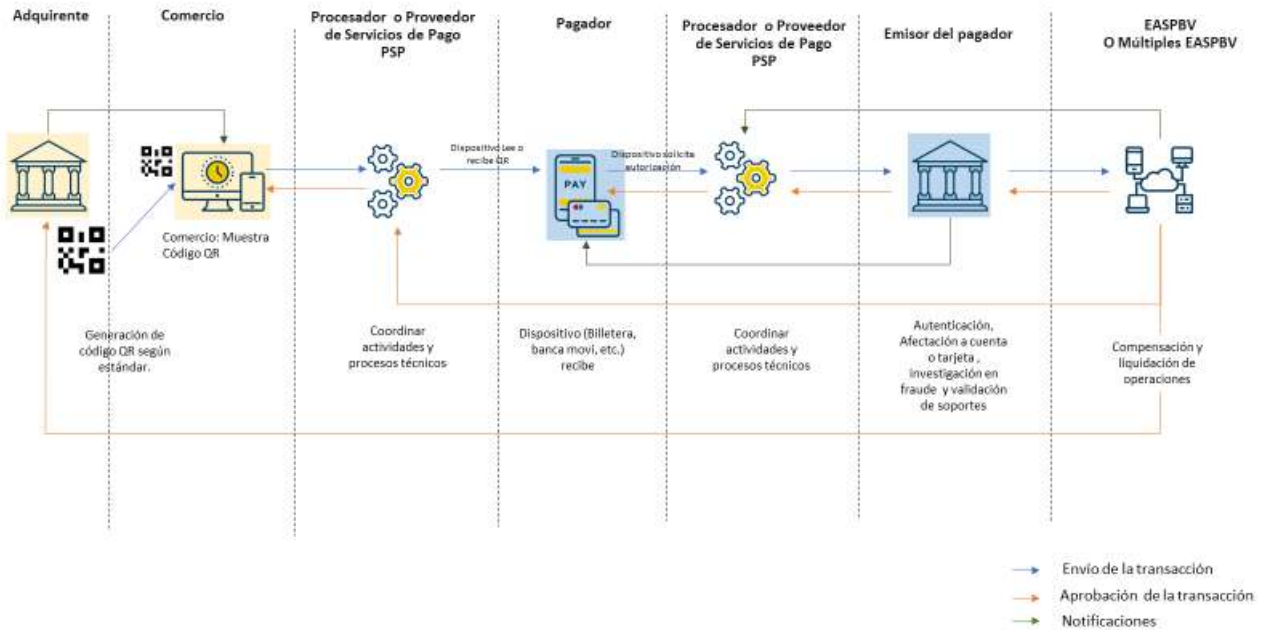 Adquirente
Comercio
Procesador o Proveedor
de Servicios de Pago
PSP
Pagador
Procesador o Proveedor
de Servicios de Pago
PSP
Emisor del pagador
EASPBV
O Múltiples EASPBV
Dispositivo Lee o
recibe QR
Dispositivo solicita
autorización
PAY
Comercio: Muestra
Código QR
Generación de
código QR según
estándar.
Coordinar
actividades y
procesos técnicos
Dispositivo (Billetera,
banca movi, etc.)
recibe
Coordinar
actividades y
procesos técnicos
Autenticación,
Afectación a cuenta
o tarjeta ,
investigación en
fraude y validación
de soportes
Compensación y
liquidación de
operaciones
Envío de la transacción
Aprobación de la transacción
Notificaciones